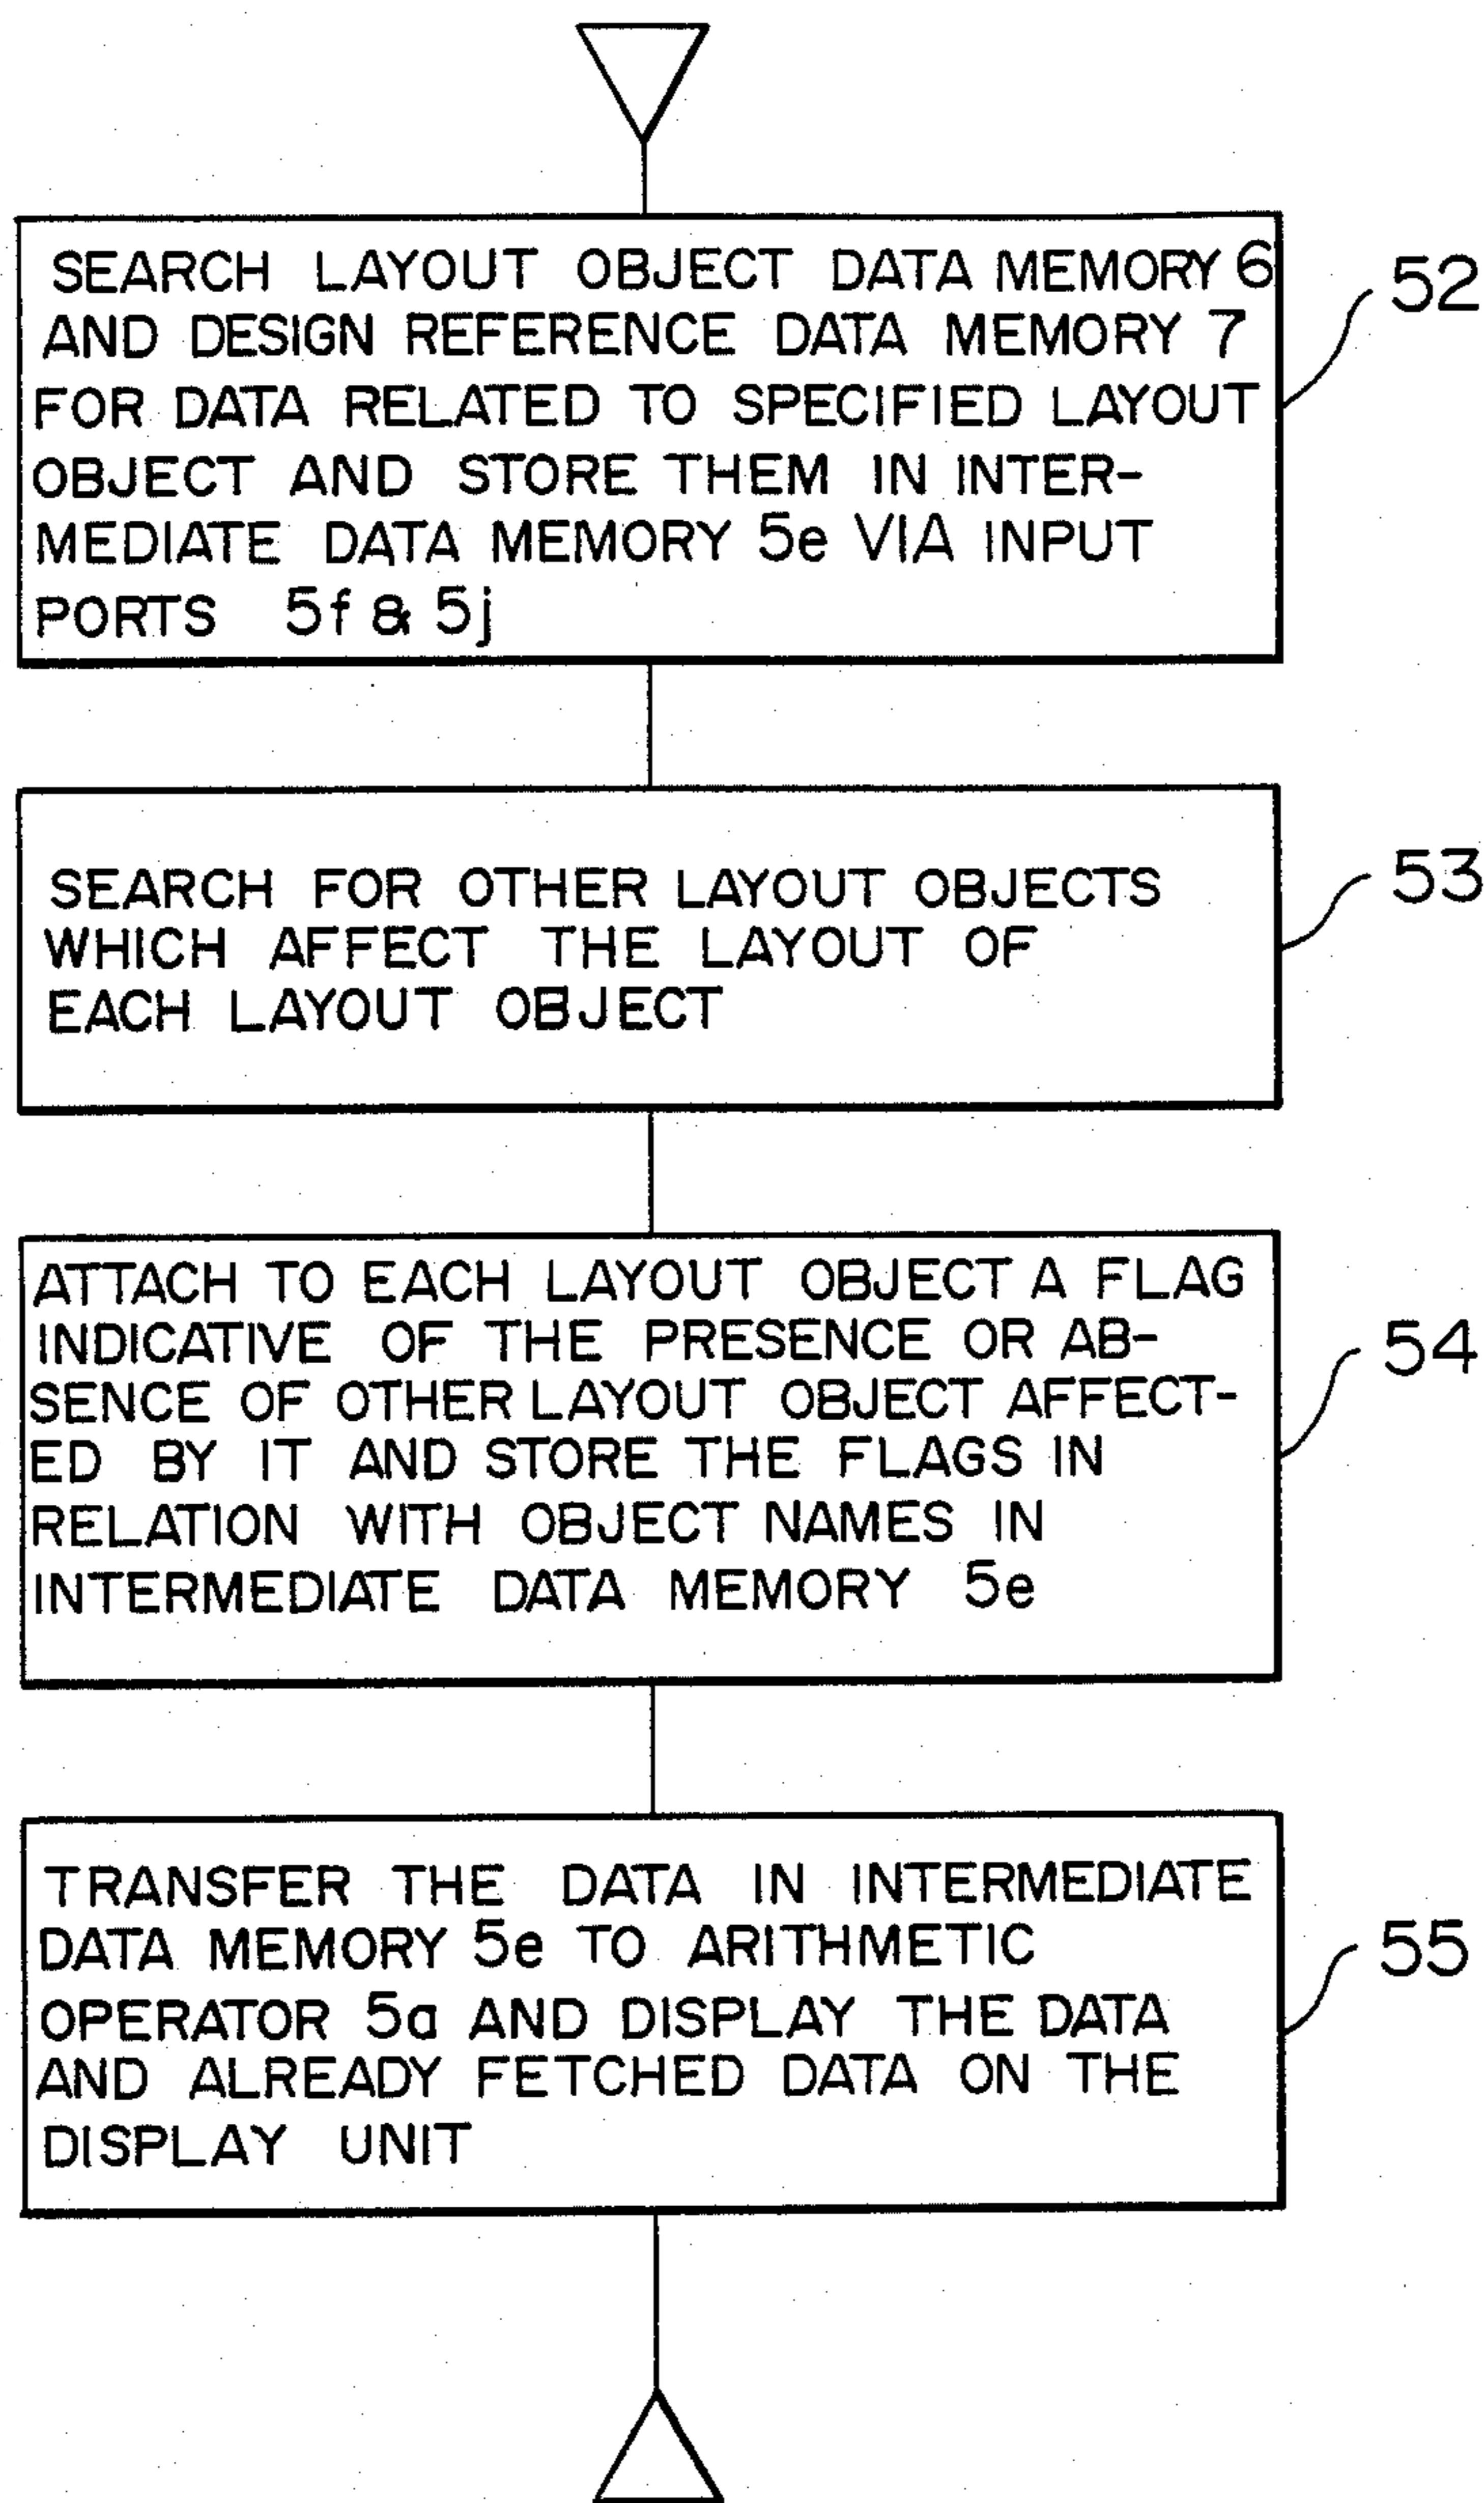 SEARCH LAYOUT OBJECT DATA MEMORY 6
AND DESIGN REFERENCE DATA MEMORY 7
FOR DATA RELATED TO SPECIFIED LAYOUT
OBJECT AND STORE THEM IN INTER-
MEDIATE DATA MEMORY 5e VIA INPUT
PORTS 5f & 5j
52
SEARCH FOR OTHER LAYOUT OBJECTS
WHICH AFFECT THE LAYOUT OF
EACH LAYOUT OBJECT
53
ATTACH TO EACH LAYOUT OBJECT A FLAG
INDICATIVE OF THE PRESENCE OR AB-
SENCE OF OTHER LAYOUT OBJECT AFFECT-
ED BY IT AND STORE THE FLAGS IN
RELATION WITH OBJECT NAMES IN
INTERMEDIATE DATA MEMORY 5e
54
TRANSFER THE DATA IN INTERMEDIATE
DATA MEMORY 5e TO ARITHMETIC
OPERATOR 5a AND DISPLAY THE DATA
AND ALREADY FETCHED DATA ON THE
DISPLAY UNIT
55